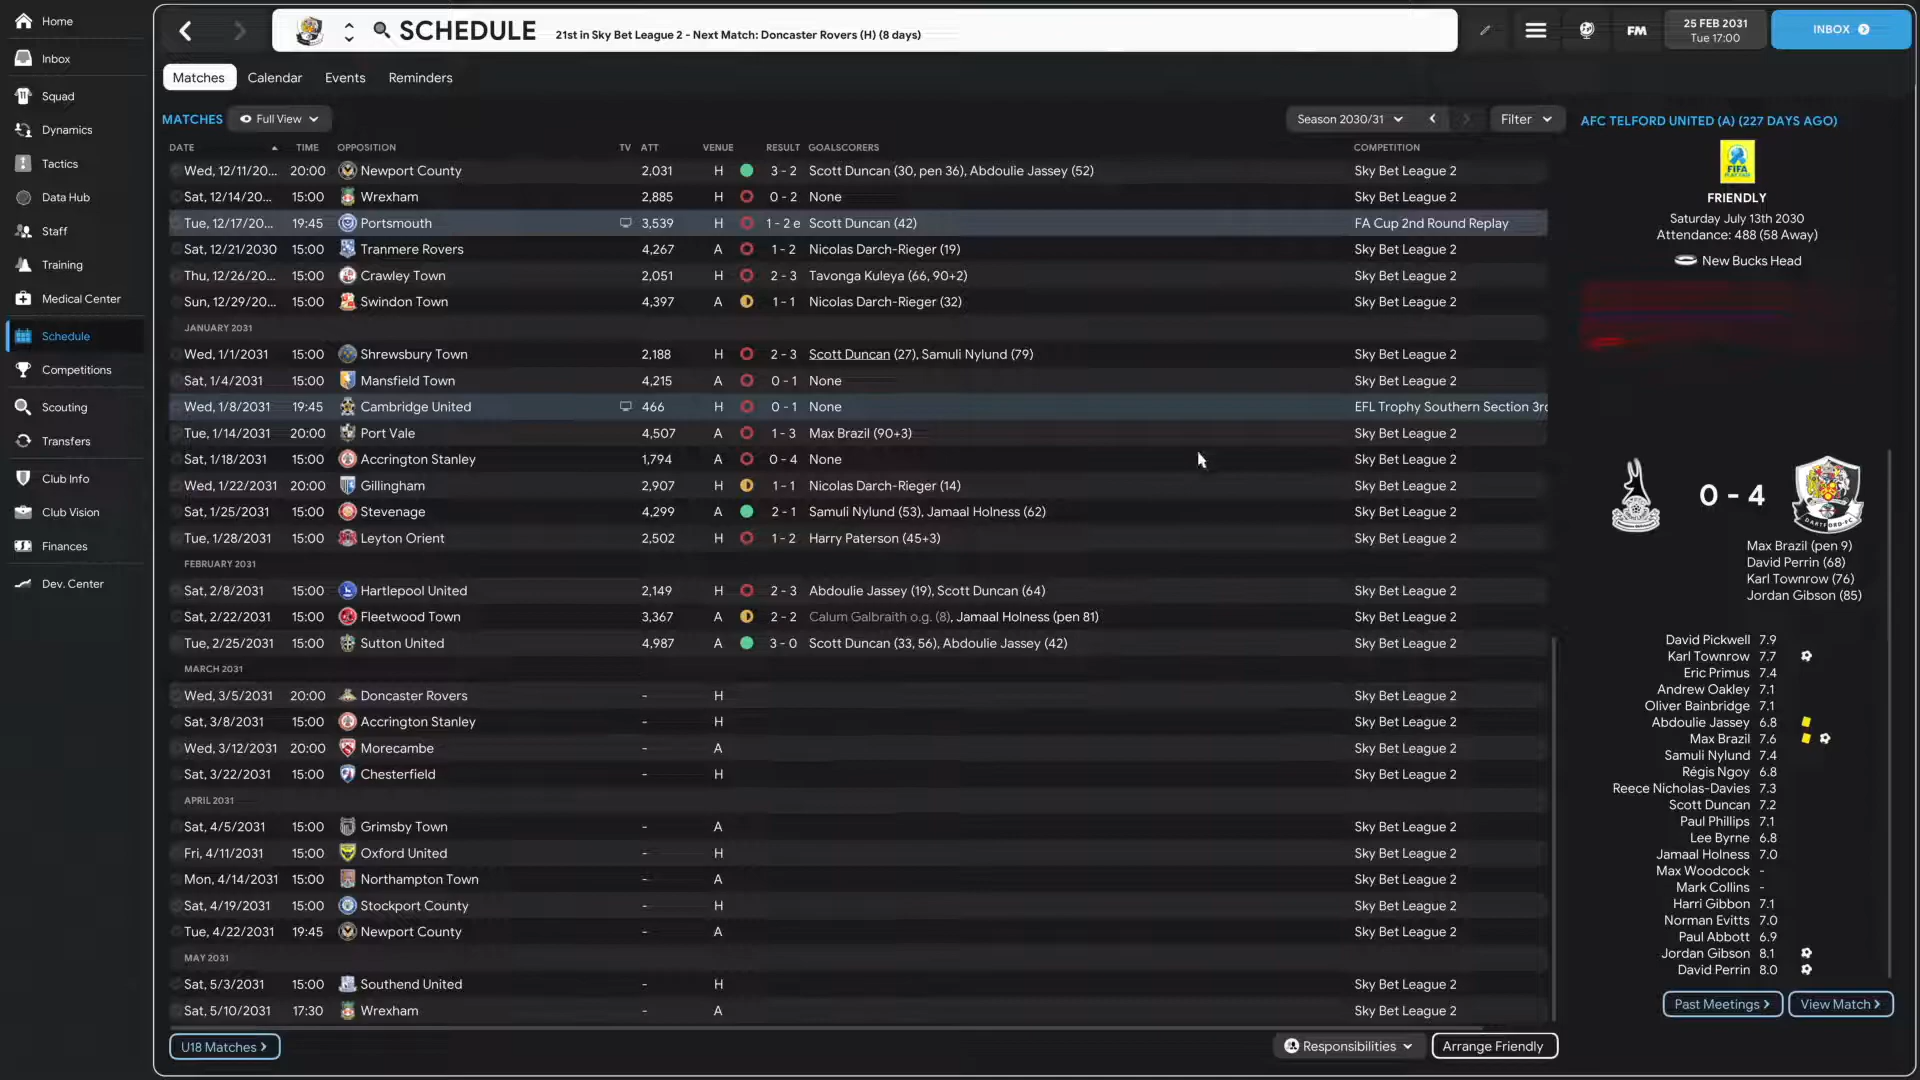 Home
Inbox
Squad
Dynamics
Tactics
Data Hub
Staff
Training
Medical Center
Schedule
Competitions
Scouting
Transfers
Club Info
Club Vision
Finances
Dev. Center
SCHEDULE
21st in Sky Bet League 2 - Next Match: Doncaster Rovers (H) (8 days)
FM
25 FEB 2031
Tue 17:00
INBOX
Matches Calendar Events Reminders
MATCHES Full View Season 2030/31 Filter
DATE TIME OPPOSITION TV ATT VENUE RESULT GOALSCORERS COMPETITION
Wed, 12/11/20... 20:00 Newport County 2,031 H 3 - 2 Scott Duncan (30, pen 36), Abdoulie Jassey (52) Sky Bet League 2
Sat, 12/14/20... 15:00 Wrexham 2,885 H 0 - 2 None Sky Bet League 2
Tue, 12/17/20... 19:45 Portsmouth 3,539 H 1 - 2 e Scott Duncan (42) FA Cup 2nd Round Replay
Sat, 12/21/2030 15:00 Tranmere Rovers 4,267 A 1 - 2 Nicolas Darch-Rieger (19) Sky Bet League 2
Thu, 12/26/20... 15:00 Crawley Town 2,051 H 2 - 3 Tavonga Kuleya (66, 90+2) Sky Bet League 2
Sun, 12/29/20... 15:00 Swindon Town 4,397 A 1 - 1 Nicolas Darch-Rieger (32) Sky Bet League 2
JANUARY 2031
Wed, 1/1/2031 15:00 Shrewsbury Town 2,188 H 2 - 3 Scott Duncan (27), Samuli Nylund (79) Sky Bet League 2
Sat, 1/4/2031 15:00 Mansfield Town 4,215 A 0 - 1 None Sky Bet League 2
Wed, 1/8/2031 19:45 Cambridge United 466 H 0 - 1 None EFL Trophy Southern Section 3rd
Tue, 1/14/2031 20:00 Port Vale 4,507 A 1 - 3 Max Brazil (90+3) Sky Bet League 2
Sat, 1/18/2031 15:00 Accrington Stanley 1,794 A 0 - 4 None Sky Bet League 2
Wed, 1/22/2031 20:00 Gillingham 2,907 H 1 - 1 Nicolas Darch-Rieger (14) Sky Bet League 2
Sat, 1/25/2031 15:00 Stevenage 4,299 A 2 - 1 Samuli Nylund (53), Jamaal Holness (62) Sky Bet League 2
Tue, 1/28/2031 15:00 Leyton Orient 2,502 H 1 - 2 Harry Paterson (45+3) Sky Bet League 2
FEBRUARY 2031
Sat, 2/8/2031 15:00 Hartlepool United 2,149 H 2 - 3 Abdoulie Jassey (19), Scott Duncan (64) Sky Bet League 2
Sat, 2/22/2031 15:00 Fleetwood Town 3,367 A 2 - 2 Calum Galbraith o.g. (8), Jamaal Holness (pen 81) Sky Bet League 2
Tue, 2/25/2031 15:00 Sutton United 4,987 A 3 - 0 Scott Duncan (33, 56), Abdoulie Jassey (42) Sky Bet League 2
MARCH 2031
Wed, 3/5/2031 20:00 Doncaster Rovers - H Sky Bet League 2
Sat, 3/8/2031 15:00 Accrington Stanley - H Sky Bet League 2
Wed, 3/12/2031 20:00 Morecambe - A Sky Bet League 2
Sat, 3/22/2031 15:00 Chesterfield - H Sky Bet League 2
APRIL 2031
Sat, 4/5/2031 15:00 Grimsby Town - A Sky Bet League 2
Fri, 4/11/2031 15:00 Oxford United - H Sky Bet League 2
Mon, 4/14/2031 15:00 Northampton Town - A Sky Bet League 2
Sat, 4/19/2031 15:00 Stockport County - H Sky Bet League 2
Tue, 4/22/2031 19:45 Newport County - A Sky Bet League 2
MAY 2031
Sat, 5/3/2031 15:00 Southend United - H Sky Bet League 2
Sat, 5/10/2031 17:30 Wrexham - A Sky Bet League 2
U18 Matches Responsibilities Arrange Friendly
AFC TELFORD UNITED (A) (227 DAYS AGO)
FIFA
FRIENDLY
Saturday July 13th 2030
Attendance: 488 (58 Away)
New Bucks Head
0 - 4
DARTFORD-FC
Max Brazil (pen 9)
David Perrin (68)
Karl Townrow (76)
Jordan Gibson (85)
David Pickwell 7.9
Karl Townrow 7.7
Eric Primus 7.4
Andrew Oakley 7.1
Oliver Bainbridge 7.1
Abdoulie Jassey 6.8
Max Brazil 7.6
Samuli Nylund 7.4
Régis Ngoy 6.8
Reece Nicholas-Davies 7.3
Scott Duncan 7.2
Paul Phillips 7.1
Lee Byrne 6.8
Jamaal Holness 7.0
Max Woodcock -
Mark Collins -
Harri Gibbon 7.1
Norman Evitts 7.0
Paul Abbott 6.9
Jordan Gibson 8.1
David Perrin 8.0
Past Meetings View Match